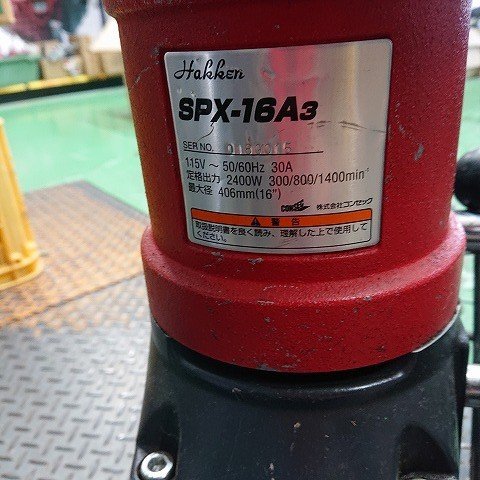 Hakken
SPX-16A3
SER NO.
115V ～ 50/60Hz 30A
定格出力 2400W 300/800/1400min⁻¹
最大径 406mm(16")
株式会社コンセック
⚠ 警告
取扱説明書を良く読み、理解した上で使用して
ください。